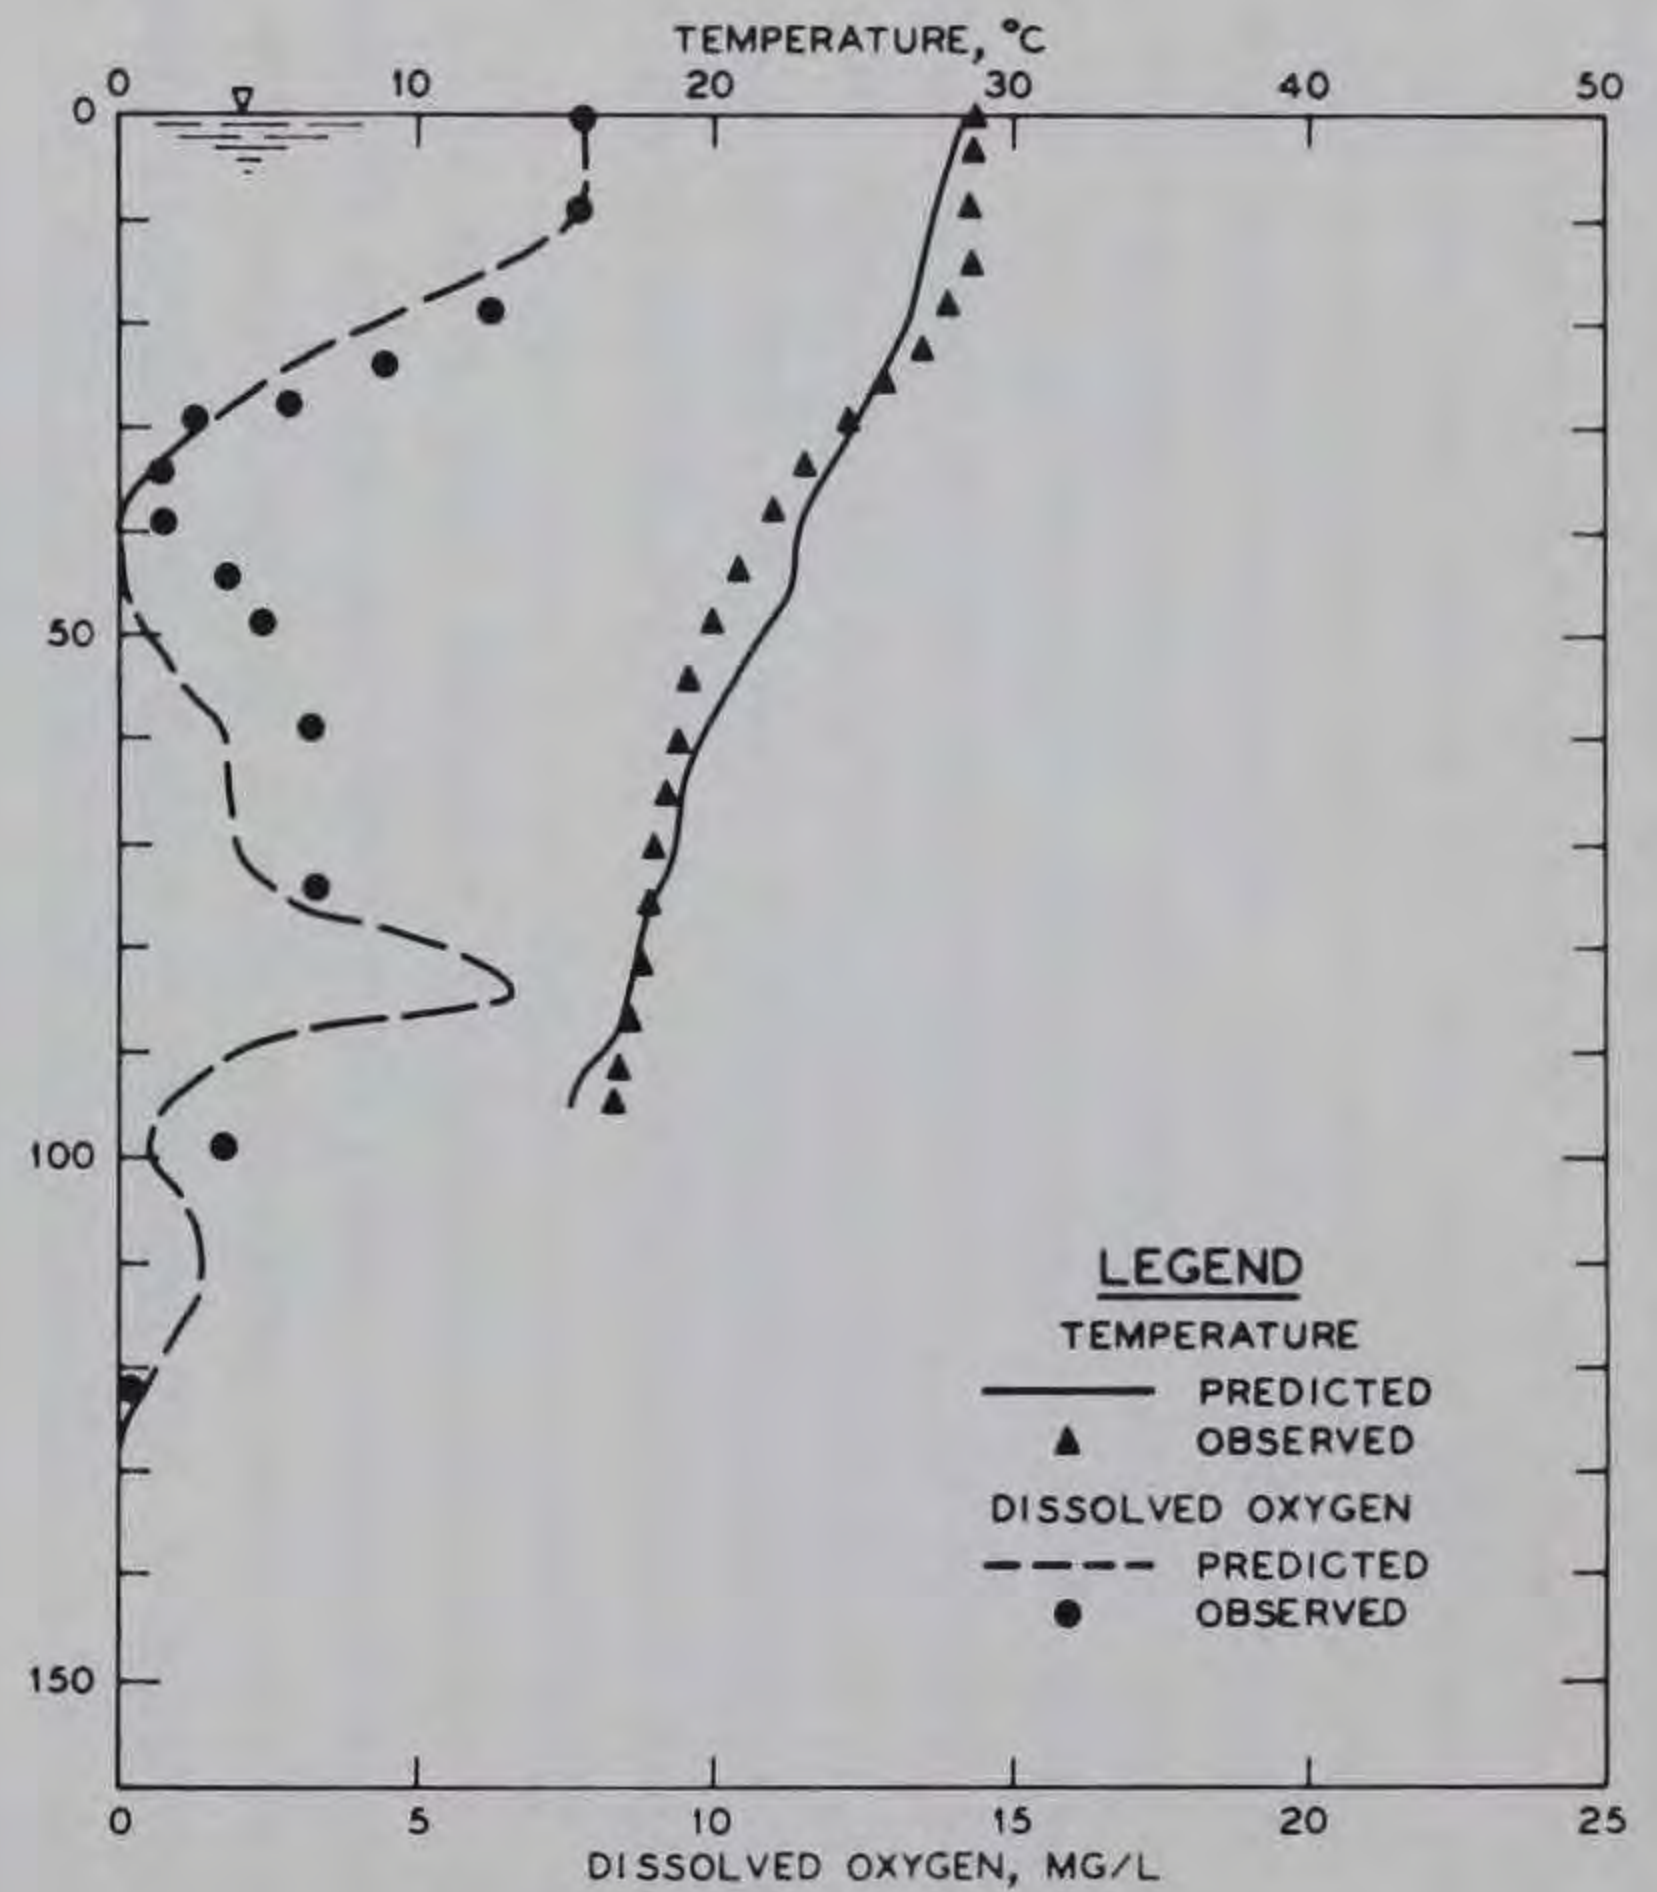 TEMPERATURE, °C
0 10 20 30 40 50
0
50
100
150
LEGEND
TEMPERATURE
PREDICTED
OBSERVED
DISSOLVED OXYGEN
PREDICTED
OBSERVED
0 5 10 15 20 25
DISSOLVED OXYGEN, MG/L